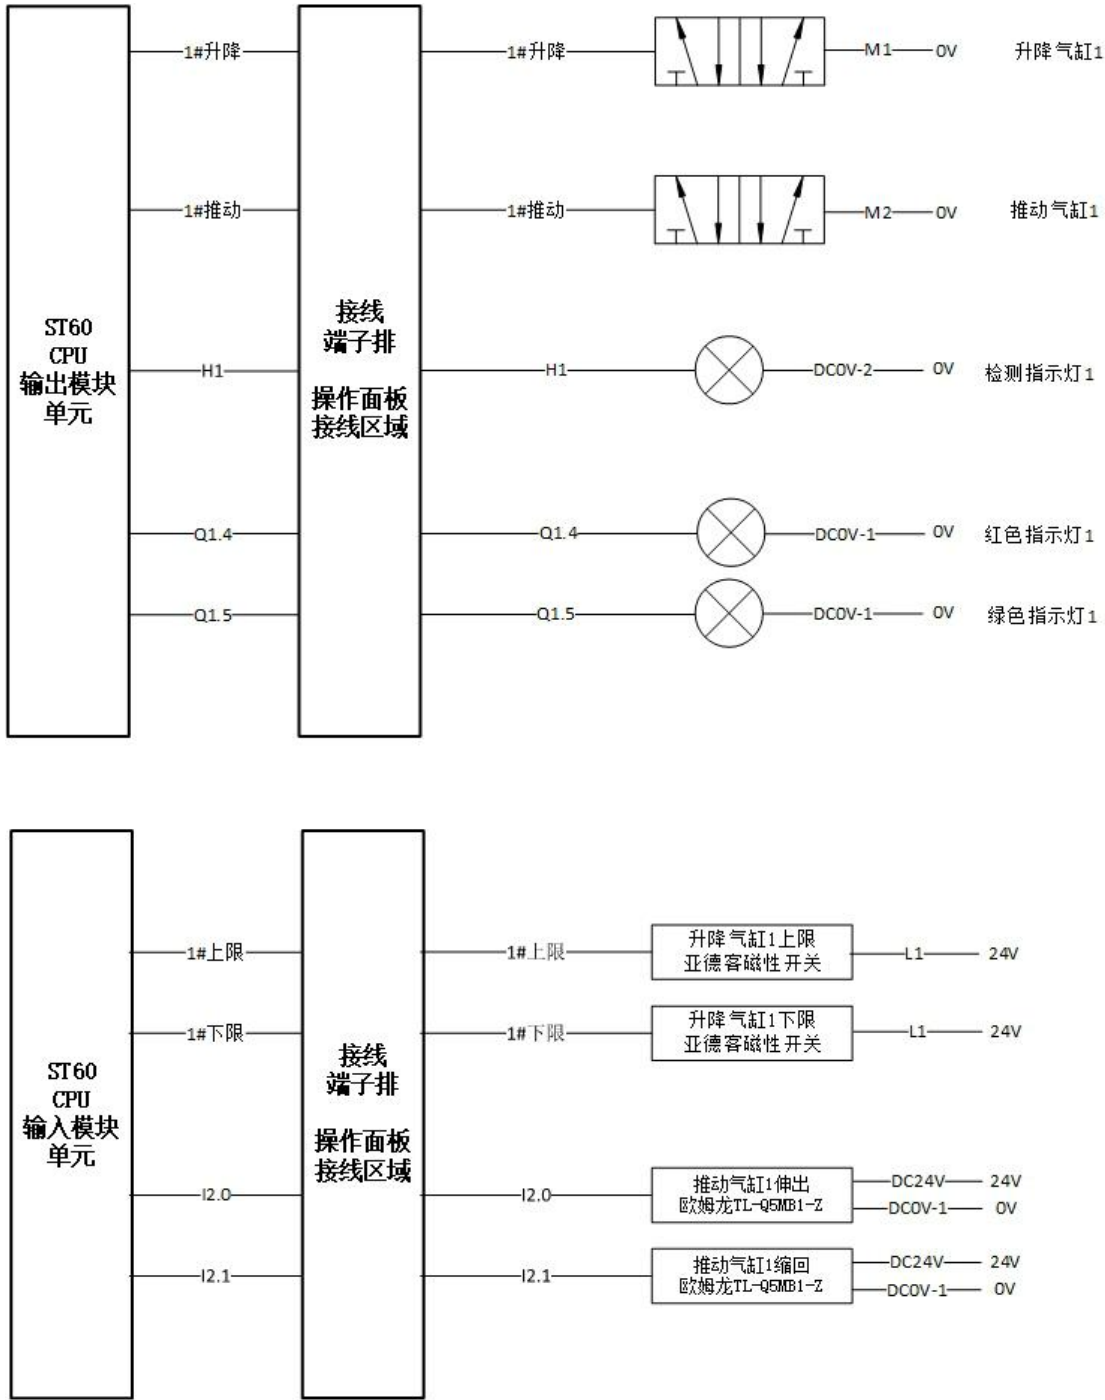 1#升降
1#升降
M1
0V
升降气缸1
1#推动
1#推动
M2
0V
推动气缸1
ST60
CPU
输出模块
单元
接线
端子排
操作面板
接线区域
H1
H1
DC0V-2
0V
检测指示灯1
Q1.4
Q1.4
DC0V-1
0V
红色指示灯1
Q1.5
Q1.5
DC0V-1
0V
绿色指示灯1
1#上限
1#上限
升降气缸1上限
亚德客磁性开关
L1
24V
1#下限
1#下限
升降气缸1下限
亚德客磁性开关
L1
24V
ST60
CPU
输入模块
单元
接线
端子排
操作面板
接线区域
I2.0
I2.0
推动气缸1伸出
欧姆龙TL-Q5MB1-Z
DC24V
24V
DC0V-1
0V
I2.1
I2.1
推动气缸1缩回
欧姆龙TL-Q5MB1-Z
DC24V
24V
DC0V-1
0V